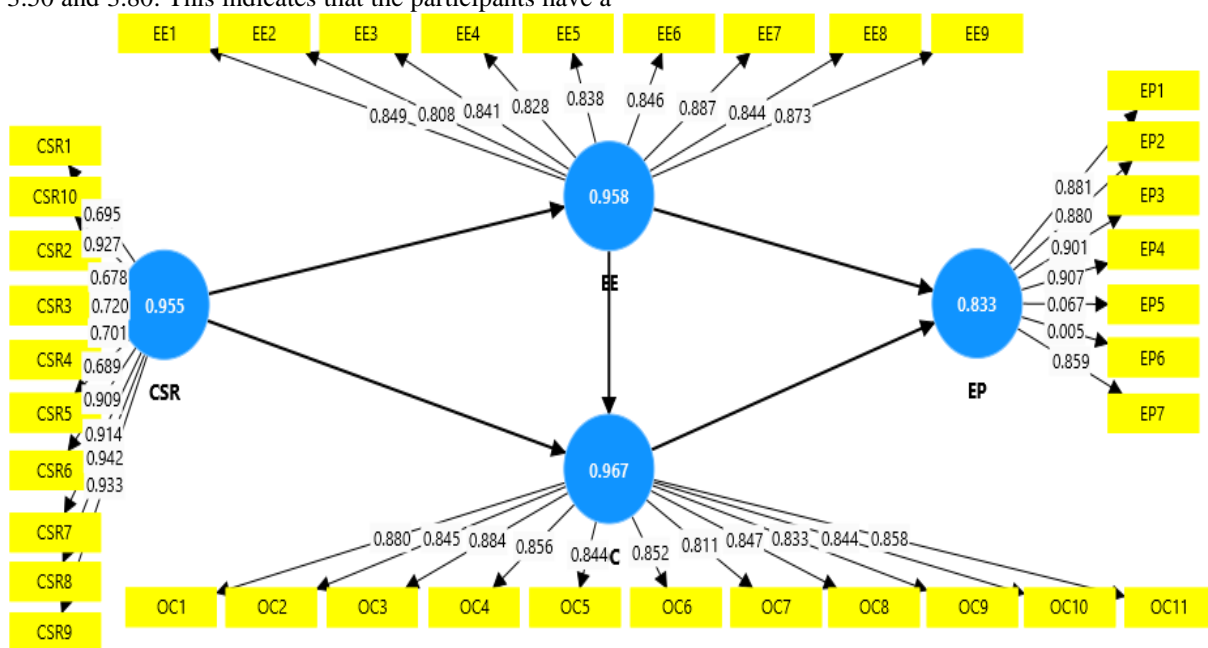 3.50 and 3.80. This indicates that the participants have a
EE1 EE2 EE3 EE4 EE5 EE6 EE7 EE8 EE9
0.849 0.808 0.841 0.828 0.838 0.846 0.887 0.844 0.873
CSR1
CSR10
CSR2
CSR3
CSR4
CSR5
CSR6
CSR7
CSR8
CSR9
0.695
0.927
0.678
0.720
0.701
0.689
0.909
0.914
0.942
0.933
0.955
CSR
0.958
EE
0.967
C
0.833
EP
0.881
0.880
0.901
0.907
0.067
0.005
0.859
EP1
EP2
EP3
EP4
EP5
EP6
EP7
0.880 0.845 0.884 0.856 0.844 0.852 0.811 0.847 0.833 0.844 0.858
OC1 OC2 OC3 OC4 OC5 OC6 OC7 OC8 OC9 OC10 OC11